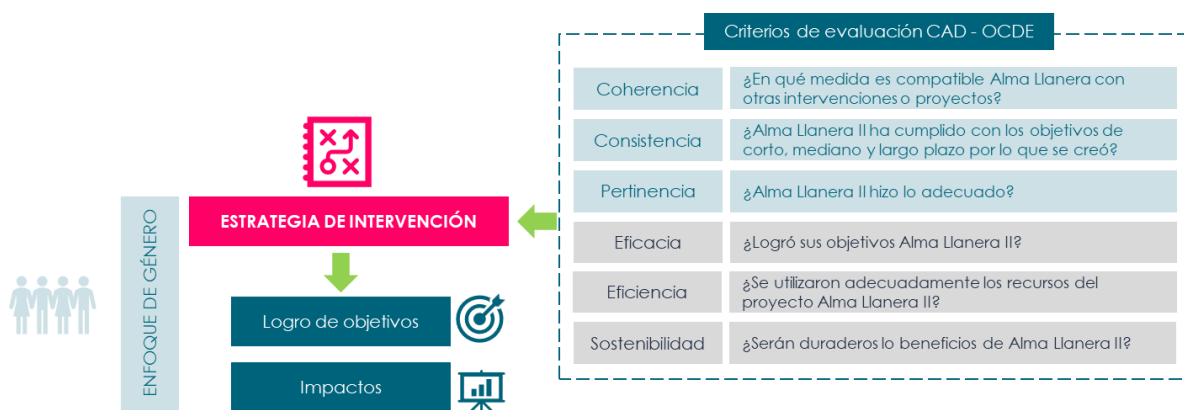 Criterios de evaluación CAD - OCDE
Coherencia
¿En qué medida es compatible Alma Llanera con
otras intervenciones o proyectos?
Consistencia
¿Alma Llanera II ha cumplido con los objetivos de
corto, mediano y largo plazo por lo que se creó?
Pertinencia
¿Alma Llanera II hizo lo adecuado?
Eficacia
¿Logró sus objetivos Alma Llanera II?
Eficiencia
¿Se utilizaron adecuadamente los recursos del
proyecto Alma Llanera II?
Sostenibilidad
¿Serán duraderos lo beneficios de Alma Llanera II?
ENFOQUE DE GÉNERO
ESTRATEGIA DE INTERVENCIÓN
Logro de objetivos
Impactos